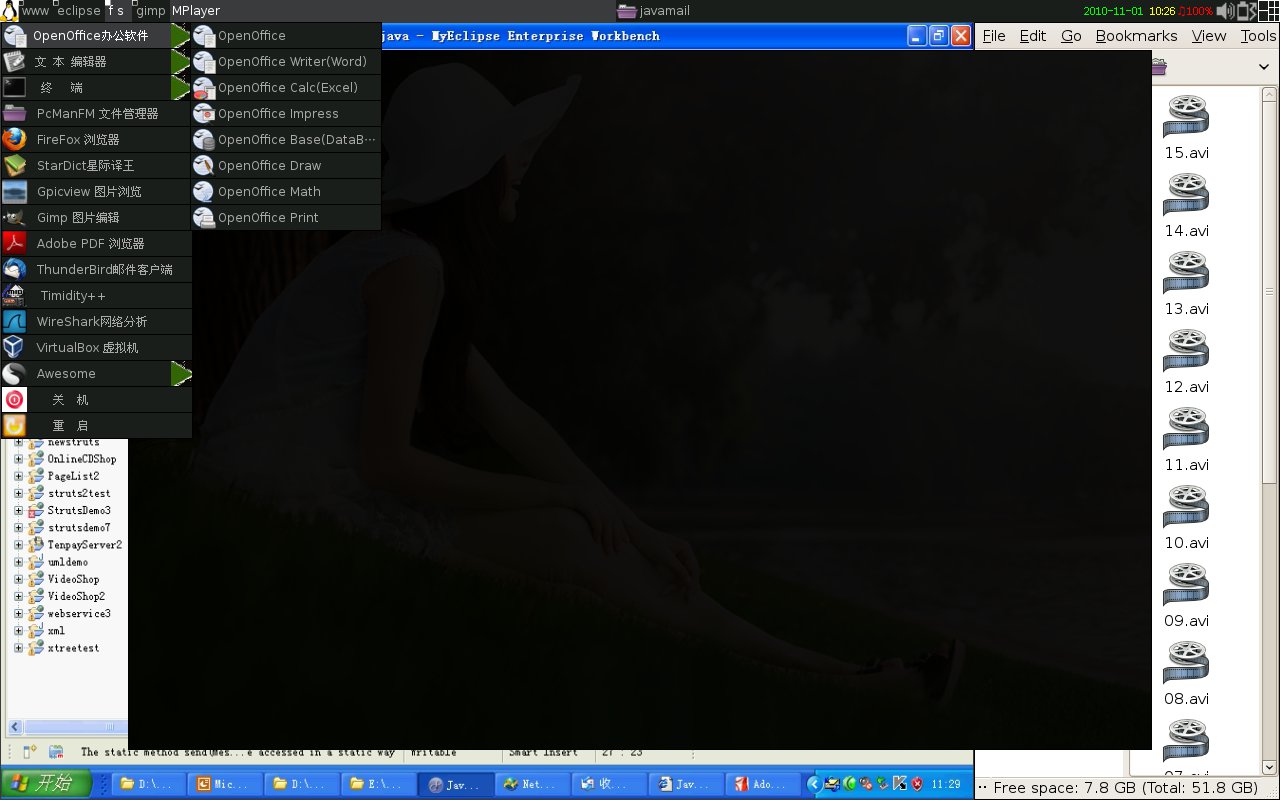 www eclipse f s gimp MPlayer javamail 2010-11-01 10:26 ♫100%
OpenOffice办公软件
文 本 编辑器
终 端
PcManFM 文件管理器
FireFox 浏览器
StarDict星际译王
Gpicview 图片浏览
Gimp 图片编辑
Adobe PDF 浏览器
ThunderBird邮件客户端
Timidity++
WireShark网络分析
VirtualBox 虚拟机
Awesome
关 机
重 启
OpenOffice
OpenOffice Writer(Word)
OpenOffice Calc(Excel)
OpenOffice Impress
OpenOffice Base(DataB…
OpenOffice Draw
OpenOffice Math
OpenOffice Print
java - MyEclipse Enterprise Workbench
newstruts
OnlineCDShop
PageList2
struts2test
StrutsDemo3
strutsdemo7
TenpayServer2
umldemo
VideoShop
VideoShop2
webservice3
xml
xtreetest
The static method send(Mes...e accessed in a static way Writable Smart Insert 27 : 23
开始 D:\... Mic... D:\... E:\... Jav... Net... 收... Jav... Ado... 11:29
File Edit Go Bookmarks View Tools
15.avi
14.avi
13.avi
12.avi
11.avi
10.avi
09.avi
08.avi
07.avi
Free space: 7.8 GB (Total: 51.8 GB)